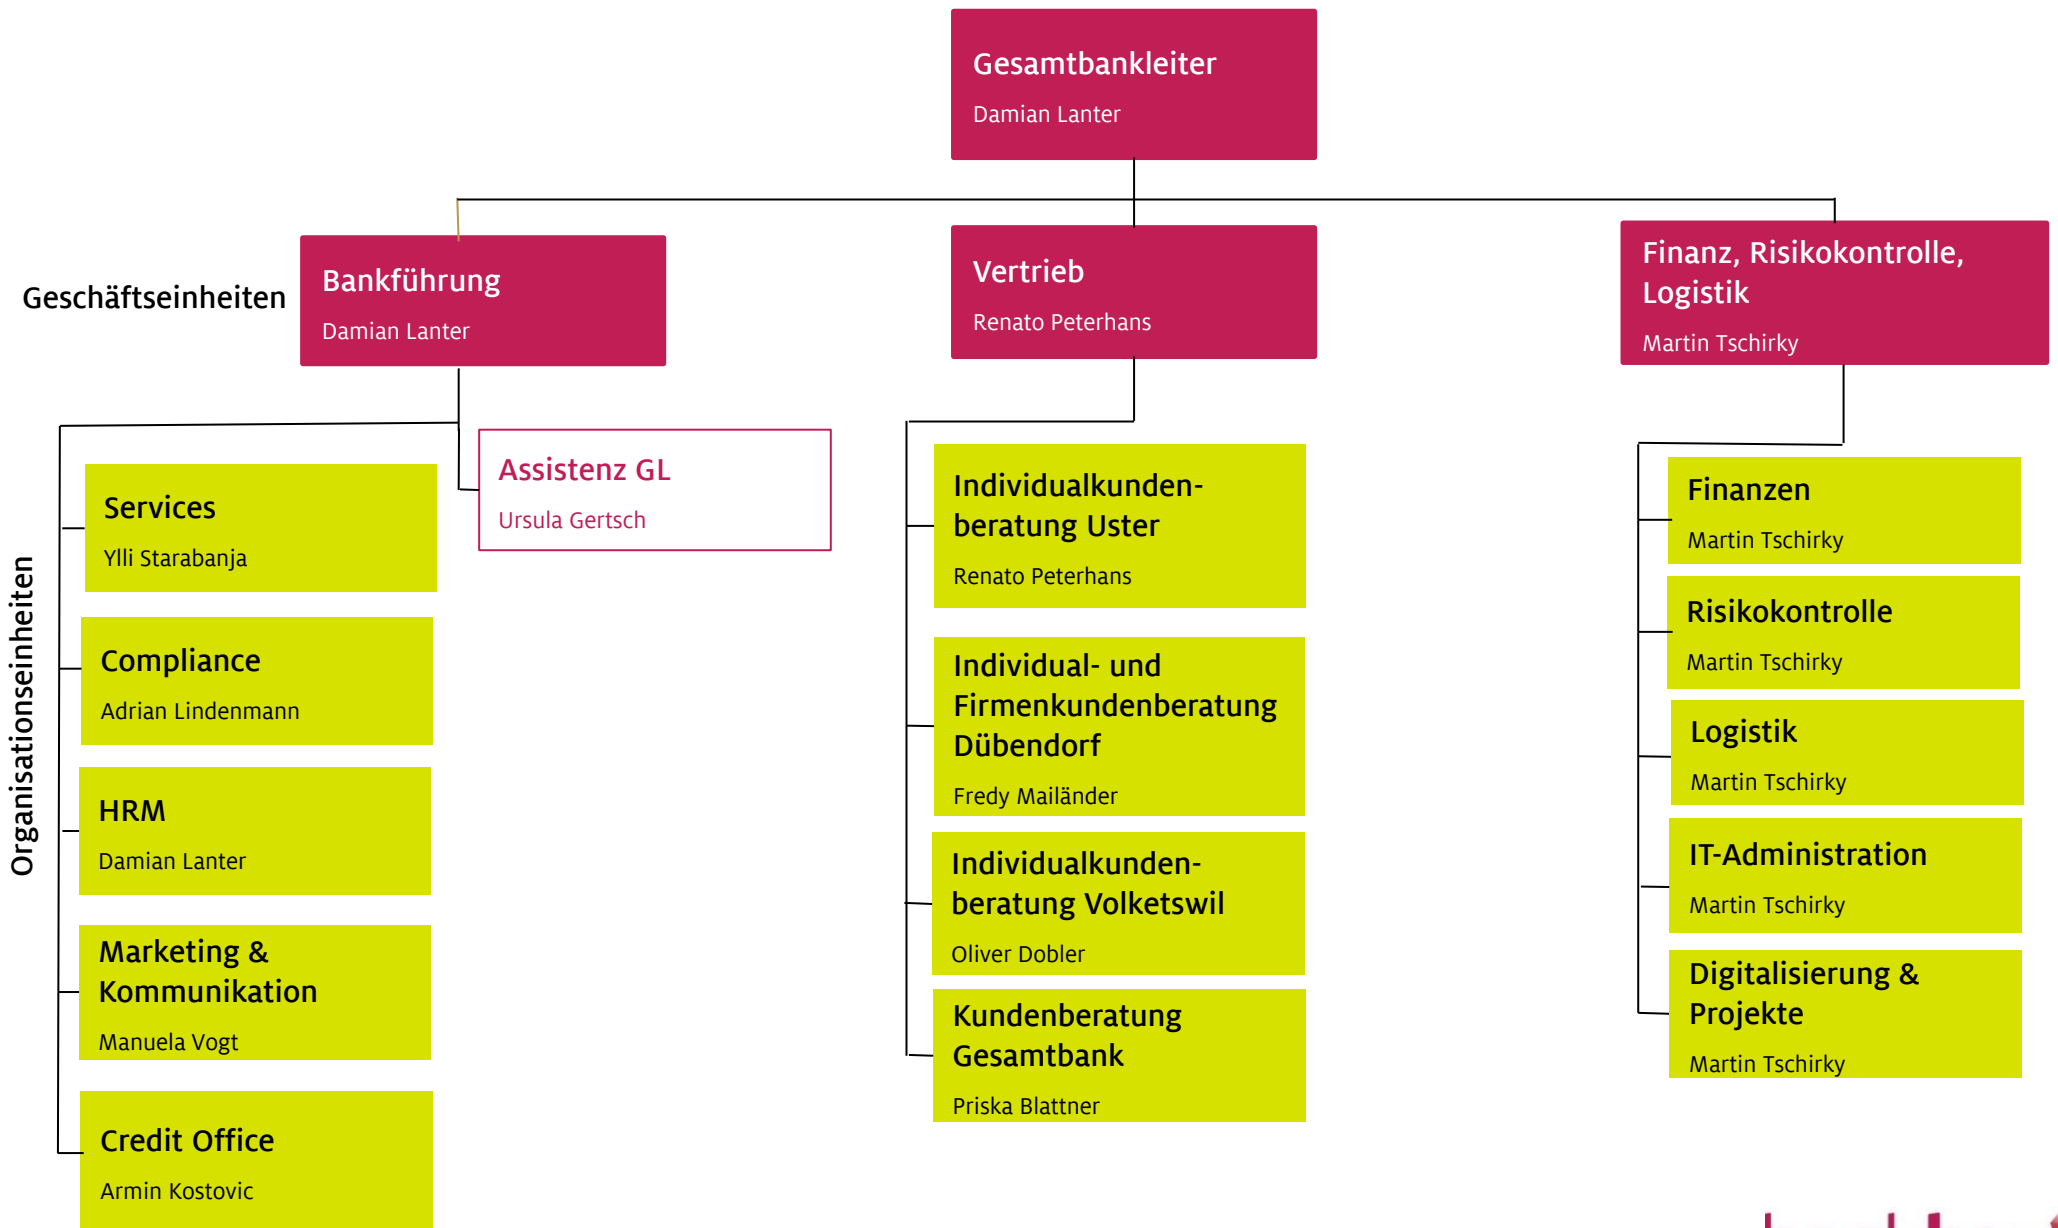 Gesamtbankleiter
Damian Lanter
Geschäftseinheiten
Bankführung
Damian Lanter
Vertrieb
Renato Peterhans
Finanz, Risikokontrolle,
Logistik
Martin Tschirky
Organisationseinheiten
Assistenz GL
Ursula Gertsch
Services
Ylli Starabanja
Compliance
Adrian Lindenmann
HRM
Damian Lanter
Marketing &
Kommunikation
Manuela Vogt
Credit Office
Armin Kostovic
Individualkunden-
beratung Uster
Renato Peterhans
Individual- und
Firmenkundenberatung
Dübendorf
Fredy Mailänder
Individualkunden-
beratung Volketswil
Oliver Dobler
Kundenberatung
Gesamtbank
Priska Blattner
Finanzen
Martin Tschirky
Risikokontrolle
Martin Tschirky
Logistik
Martin Tschirky
IT-Administration
Martin Tschirky
Digitalisierung &
Projekte
Martin Tschirky